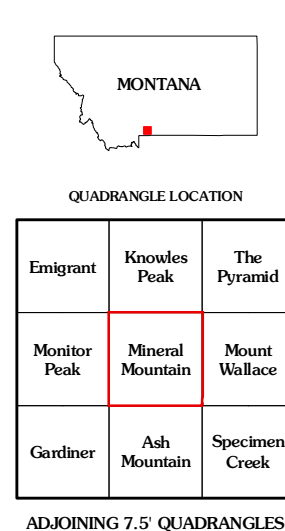 MONTANA
QUADRANGLE LOCATION
Emigrant
Knowles
Peak
The
Pyramid
Monitor
Peak
Mineral
Mountain
Mount
Wallace
Gardiner
Ash
Mountain
Specimen
Creek
ADJOINING 7.5' QUADRANGLES